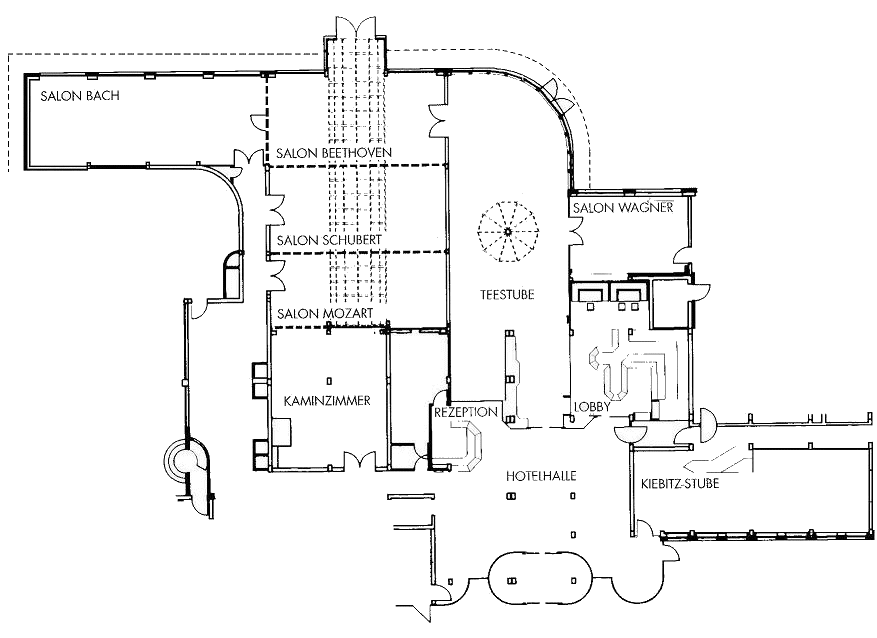 SALON BACH
SALON BEETHOVEN
SALON WAGNER
SALON SCHUBERT
TEESTUBE
SALON MOZART
KAMINZIMMER
REZEPTION
LOBBY
HOTELHALLE
KIEBITZ-STUBE